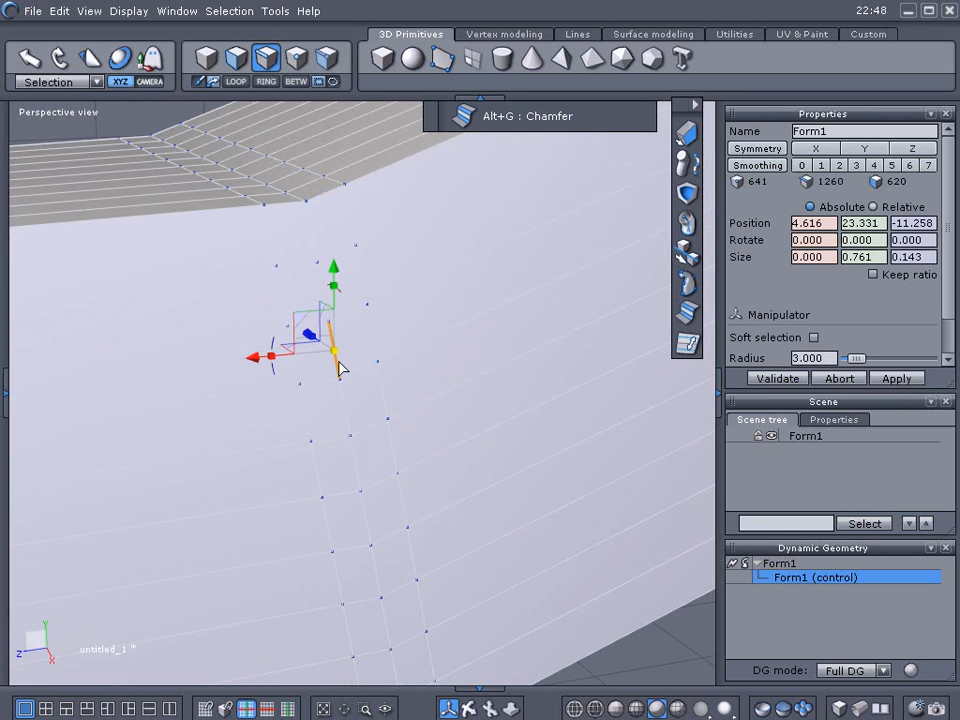 File Edit View Display Window Selection Tools Help 22:48
3D Primitives Vertex modeling Lines Surface modeling Utilities UV & Paint Custom
Selection XYZ CAMERA LOOP RING BETW
Perspective view
Alt+G : Chamfer
Properties
Name Form1
Symmetry X Y Z
Smoothing 0 1 2 3 4 5 6 7
641 1260 620
Absolute Relative
Position 4.616 23.331 -11.258
Rotate 0.000 0.000 0.000
Size 0.000 0.761 0.143
Keep ratio
Manipulator
Soft selection
Radius 3.000
Validate Abort Apply
Scene
Scene tree Properties
Form1
Select
Dynamic Geometry
Form1
Form1 (control)
DG mode: Full DG
Y
Z X
untitled_1 *